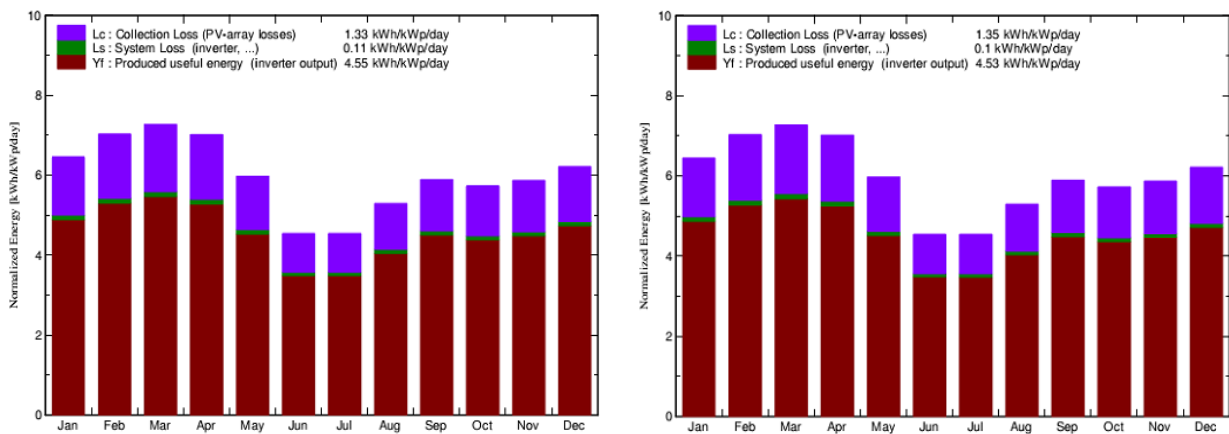 10
Lc : Collection Loss (PV-array losses) 1.33 kWh/kWp/day
Ls : System Loss (inverter, ...) 0.11 kWh/kWp/day
Yf : Produced useful energy (inverter output) 4.55 kWh/kWp/day
8
6
4
2
0
Normalized Energy [kWh/kWp/day]
Jan Feb Mar Apr May Jun Jul Aug Sep Oct Nov Dec
10
Lc : Collection Loss (PV-array losses) 1.35 kWh/kWp/day
Ls : System Loss (inverter, ...) 0.1 kWh/kWp/day
Yf : Produced useful energy (inverter output) 4.53 kWh/kWp/day
8
6
4
2
0
Normalized Energy [kWh/kWp/day]
Jan Feb Mar Apr May Jun Jul Aug Sep Oct Nov Dec